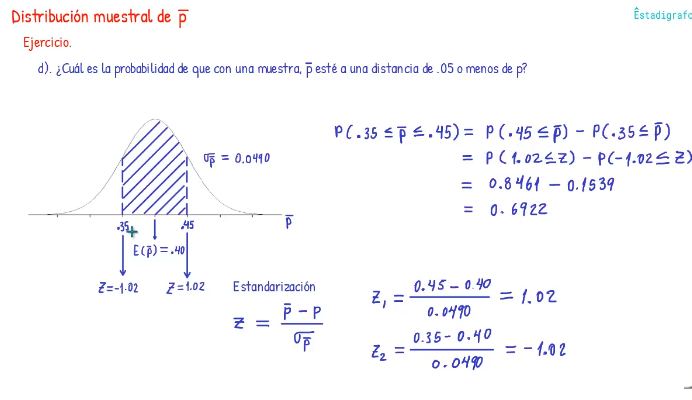 Distribución muestral de p̅
Êstadígrafo
Ejercicio.
d). ¿Cuál es la probabilidad de que con una muestra, p̅ esté a una distancia de .05 o menos de p?
σp̅ = 0.0490
.35 .45 p̅
E(p̅)=.40
Z=-1.02 Z=1.02
P(.35 ≤ p̅ ≤ .45) = P(.45 ≤ p̅) - P(.35 ≤ p̅)
= P(1.02 ≤ Z) - P(-1.02 ≤ Z)
= 0.8461 - 0.1539
= 0.6922
Estandarización
Z = (p̅ - P) / σp̅
Z₁ = (0.45 - 0.40) / 0.0490 = 1.02
Z₂ = (0.35 - 0.40) / 0.0490 = -1.02